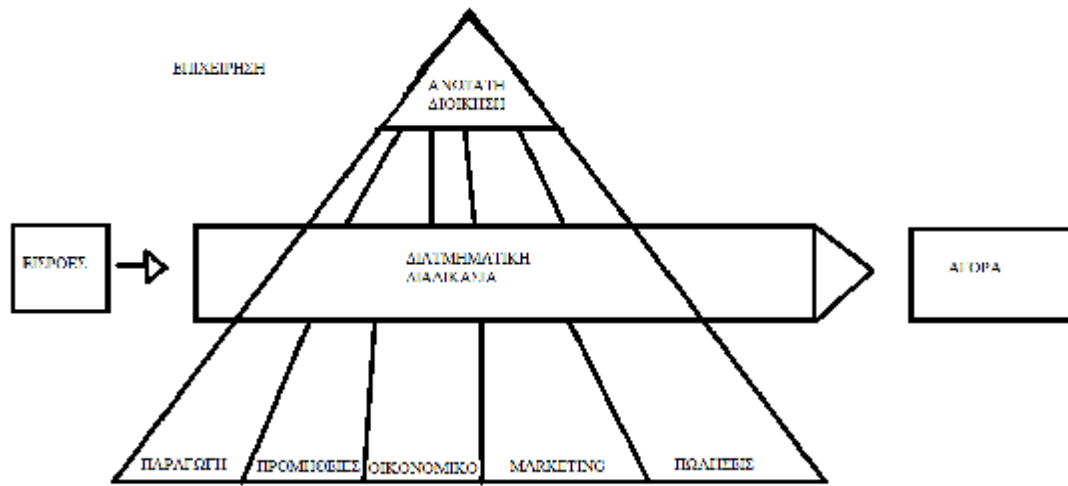 ΕΠΙΧΕΙΡΗΣΗ
ΑΝΩΤΑΤΗ
ΔΙΟΙΚΗΣΗ
ΕΙΣΡΟΕΣ
ΔΙΑΤΜΗΜΑΤΙΚΗ
ΔΙΑΔΙΚΑΣΙΑ
ΑΓΟΡΑ
ΠΑΡΑΓΩΓΗ
ΠΡΟΜΗΘΕΙΕΣ
ΟΙΚΟΝΟΜΙΚΟ
MARKETING
ΠΩΛΗΣΕΙΣ